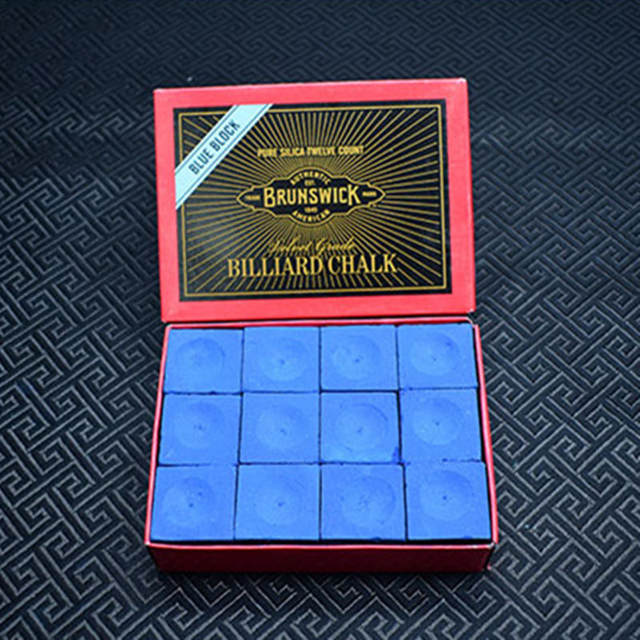 BLUE BLOCK
PURE SILICA TWELVE COUNT
AUTHENTIC
BRUNSWICK
AMERICAN
Select Grade
BILLIARD CHALK